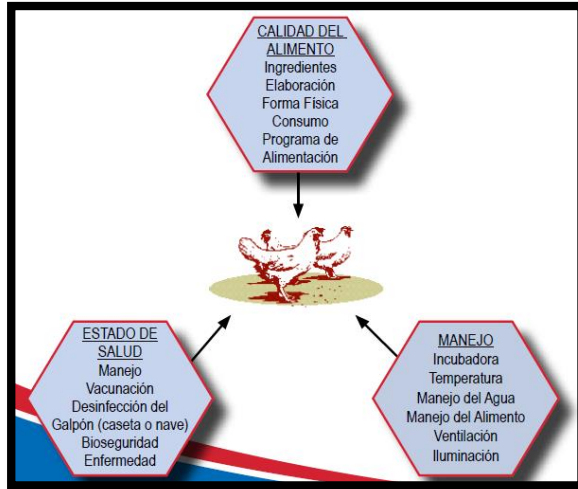 CALIDAD DEL
ALIMENTO
Ingredientes
Elaboración
Forma Física
Consumo
Programa de
Alimentación
ESTADO DE
SALUD
Manejo
Vacunación
Desinfección del
Galpón (caseta o nave)
Bioseguridad
Enfermedad
MANEJO
Incubadora
Temperatura
Manejo del Agua
Manejo del Alimento
Ventilación
Iluminación